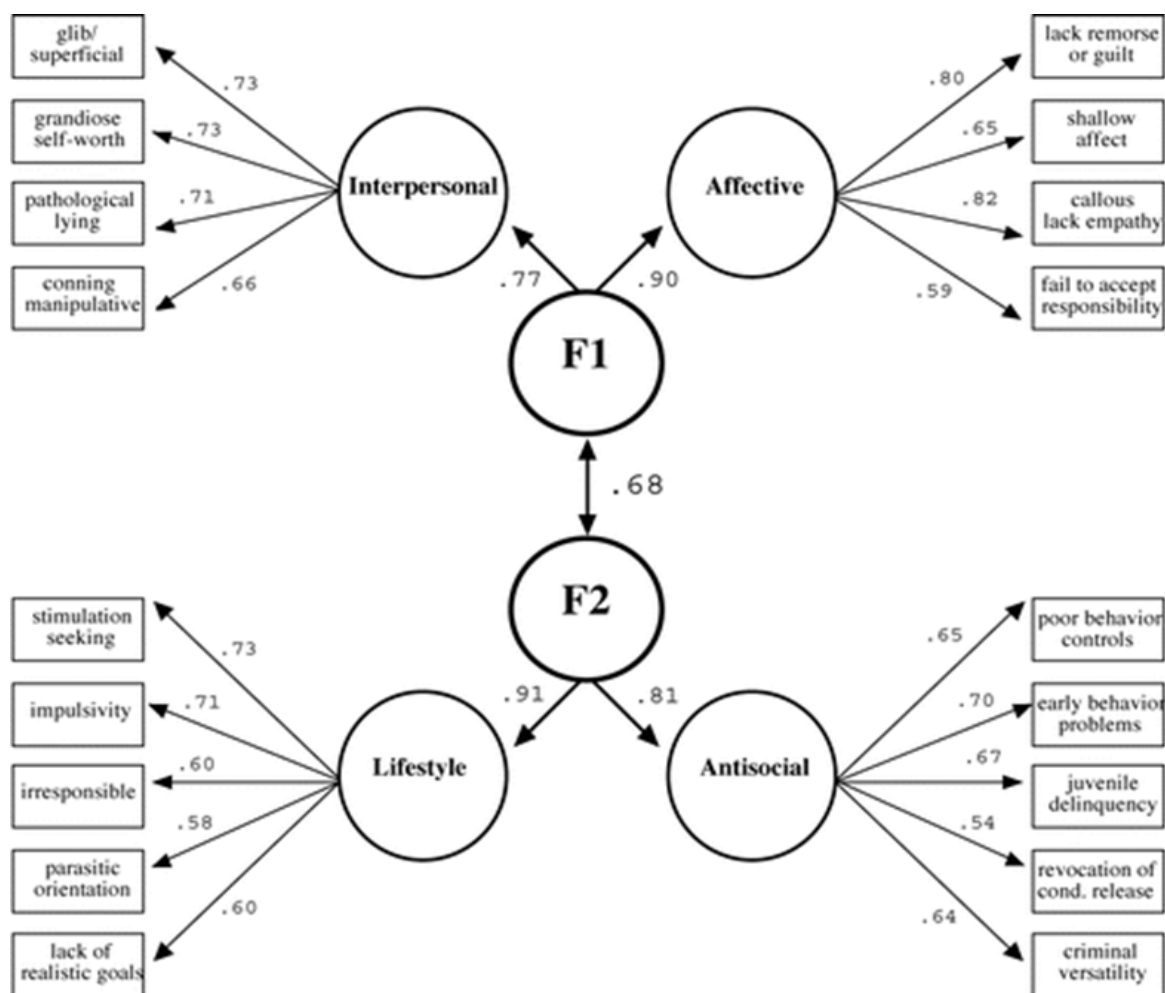 glib/
superficial
.73
grandiose
self-worth
.73
pathological
lying
.71
conning
manipulative
.66
Interpersonal
.77
lack remorse
or guilt
.80
shallow
affect
.65
callous
lack empathy
.82
fail to accept
responsibility
.59
Affective
.90
F1
.68
F2
stimulation
seeking
.73
impulsivity
.71
irresponsible
.60
parasitic
orientation
.58
lack of
realistic goals
.60
Lifestyle
.91
poor behavior
controls
.65
early behavior
problems
.70
juvenile
delinquency
.67
revocation of
cond. release
.54
criminal
versatility
.64
Antisocial
.81